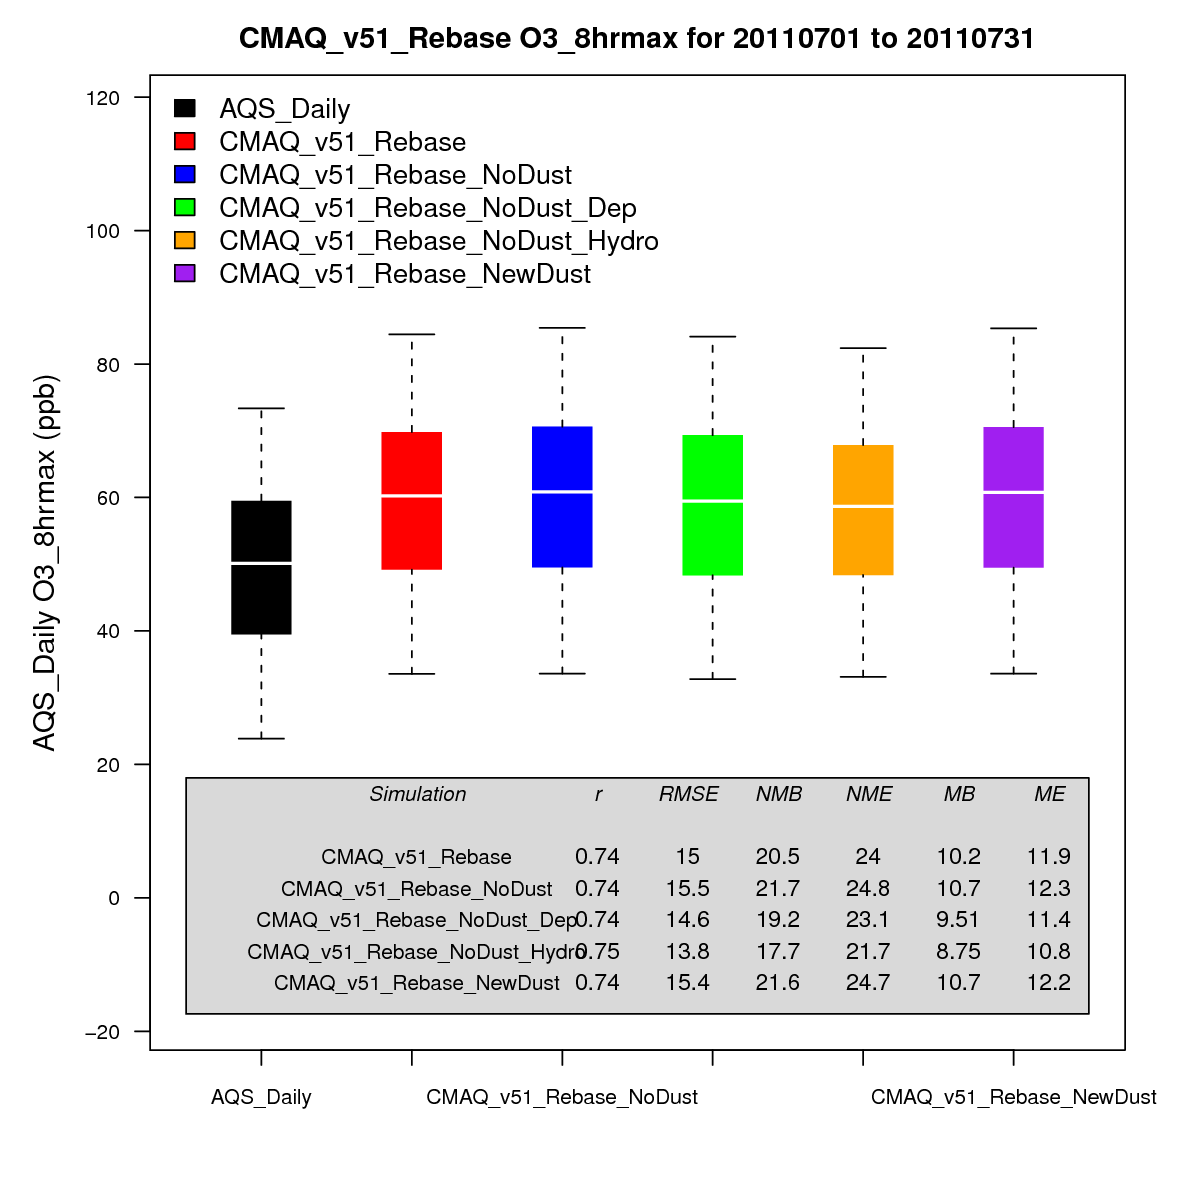 CMAQ_v51_Rebase O3_8hrmax for 20110701 to 20110731
120
100
80
60
40
20
0
−20
AQS_Daily O3_8hrmax (ppb)
AQS_Daily
CMAQ_v51_Rebase
CMAQ_v51_Rebase_NoDust
CMAQ_v51_Rebase_NoDust_Dep
CMAQ_v51_Rebase_NoDust_Hydro
CMAQ_v51_Rebase_NewDust
Simulation r RMSE NMB NME MB ME
CMAQ_v51_Rebase 0.74 15 20.5 24 10.2 11.9
CMAQ_v51_Rebase_NoDust 0.74 15.5 21.7 24.8 10.7 12.3
CMAQ_v51_Rebase_NoDust_Dep 0.74 14.6 19.2 23.1 9.51 11.4
CMAQ_v51_Rebase_NoDust_Hydro 0.75 13.8 17.7 21.7 8.75 10.8
CMAQ_v51_Rebase_NewDust 0.74 15.4 21.6 24.7 10.7 12.2
AQS_Daily CMAQ_v51_Rebase_NoDust CMAQ_v51_Rebase_NewDust